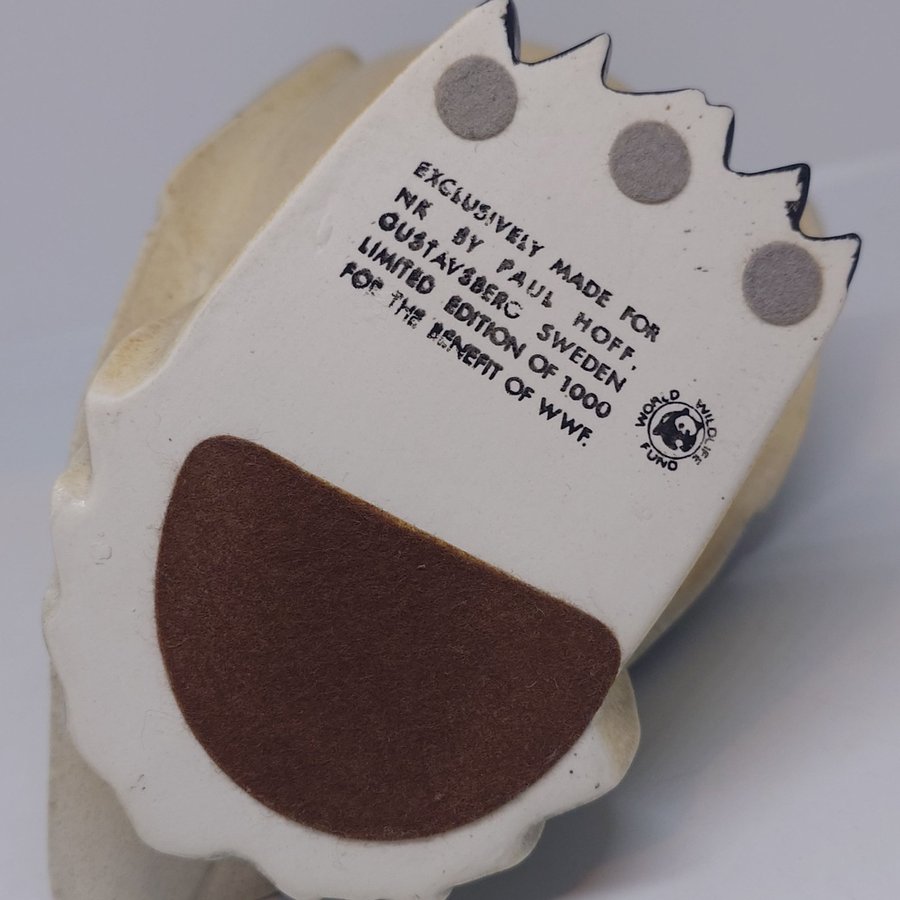 EXCLUSIVELY MADE FOR
NK BY PAUL HOFF,
GUSTAVSBERG SWEDEN
LIMITED EDITION OF 1000
FOR THE BENEFIT OF WWF.
WORLD WILDLIFE
FUND